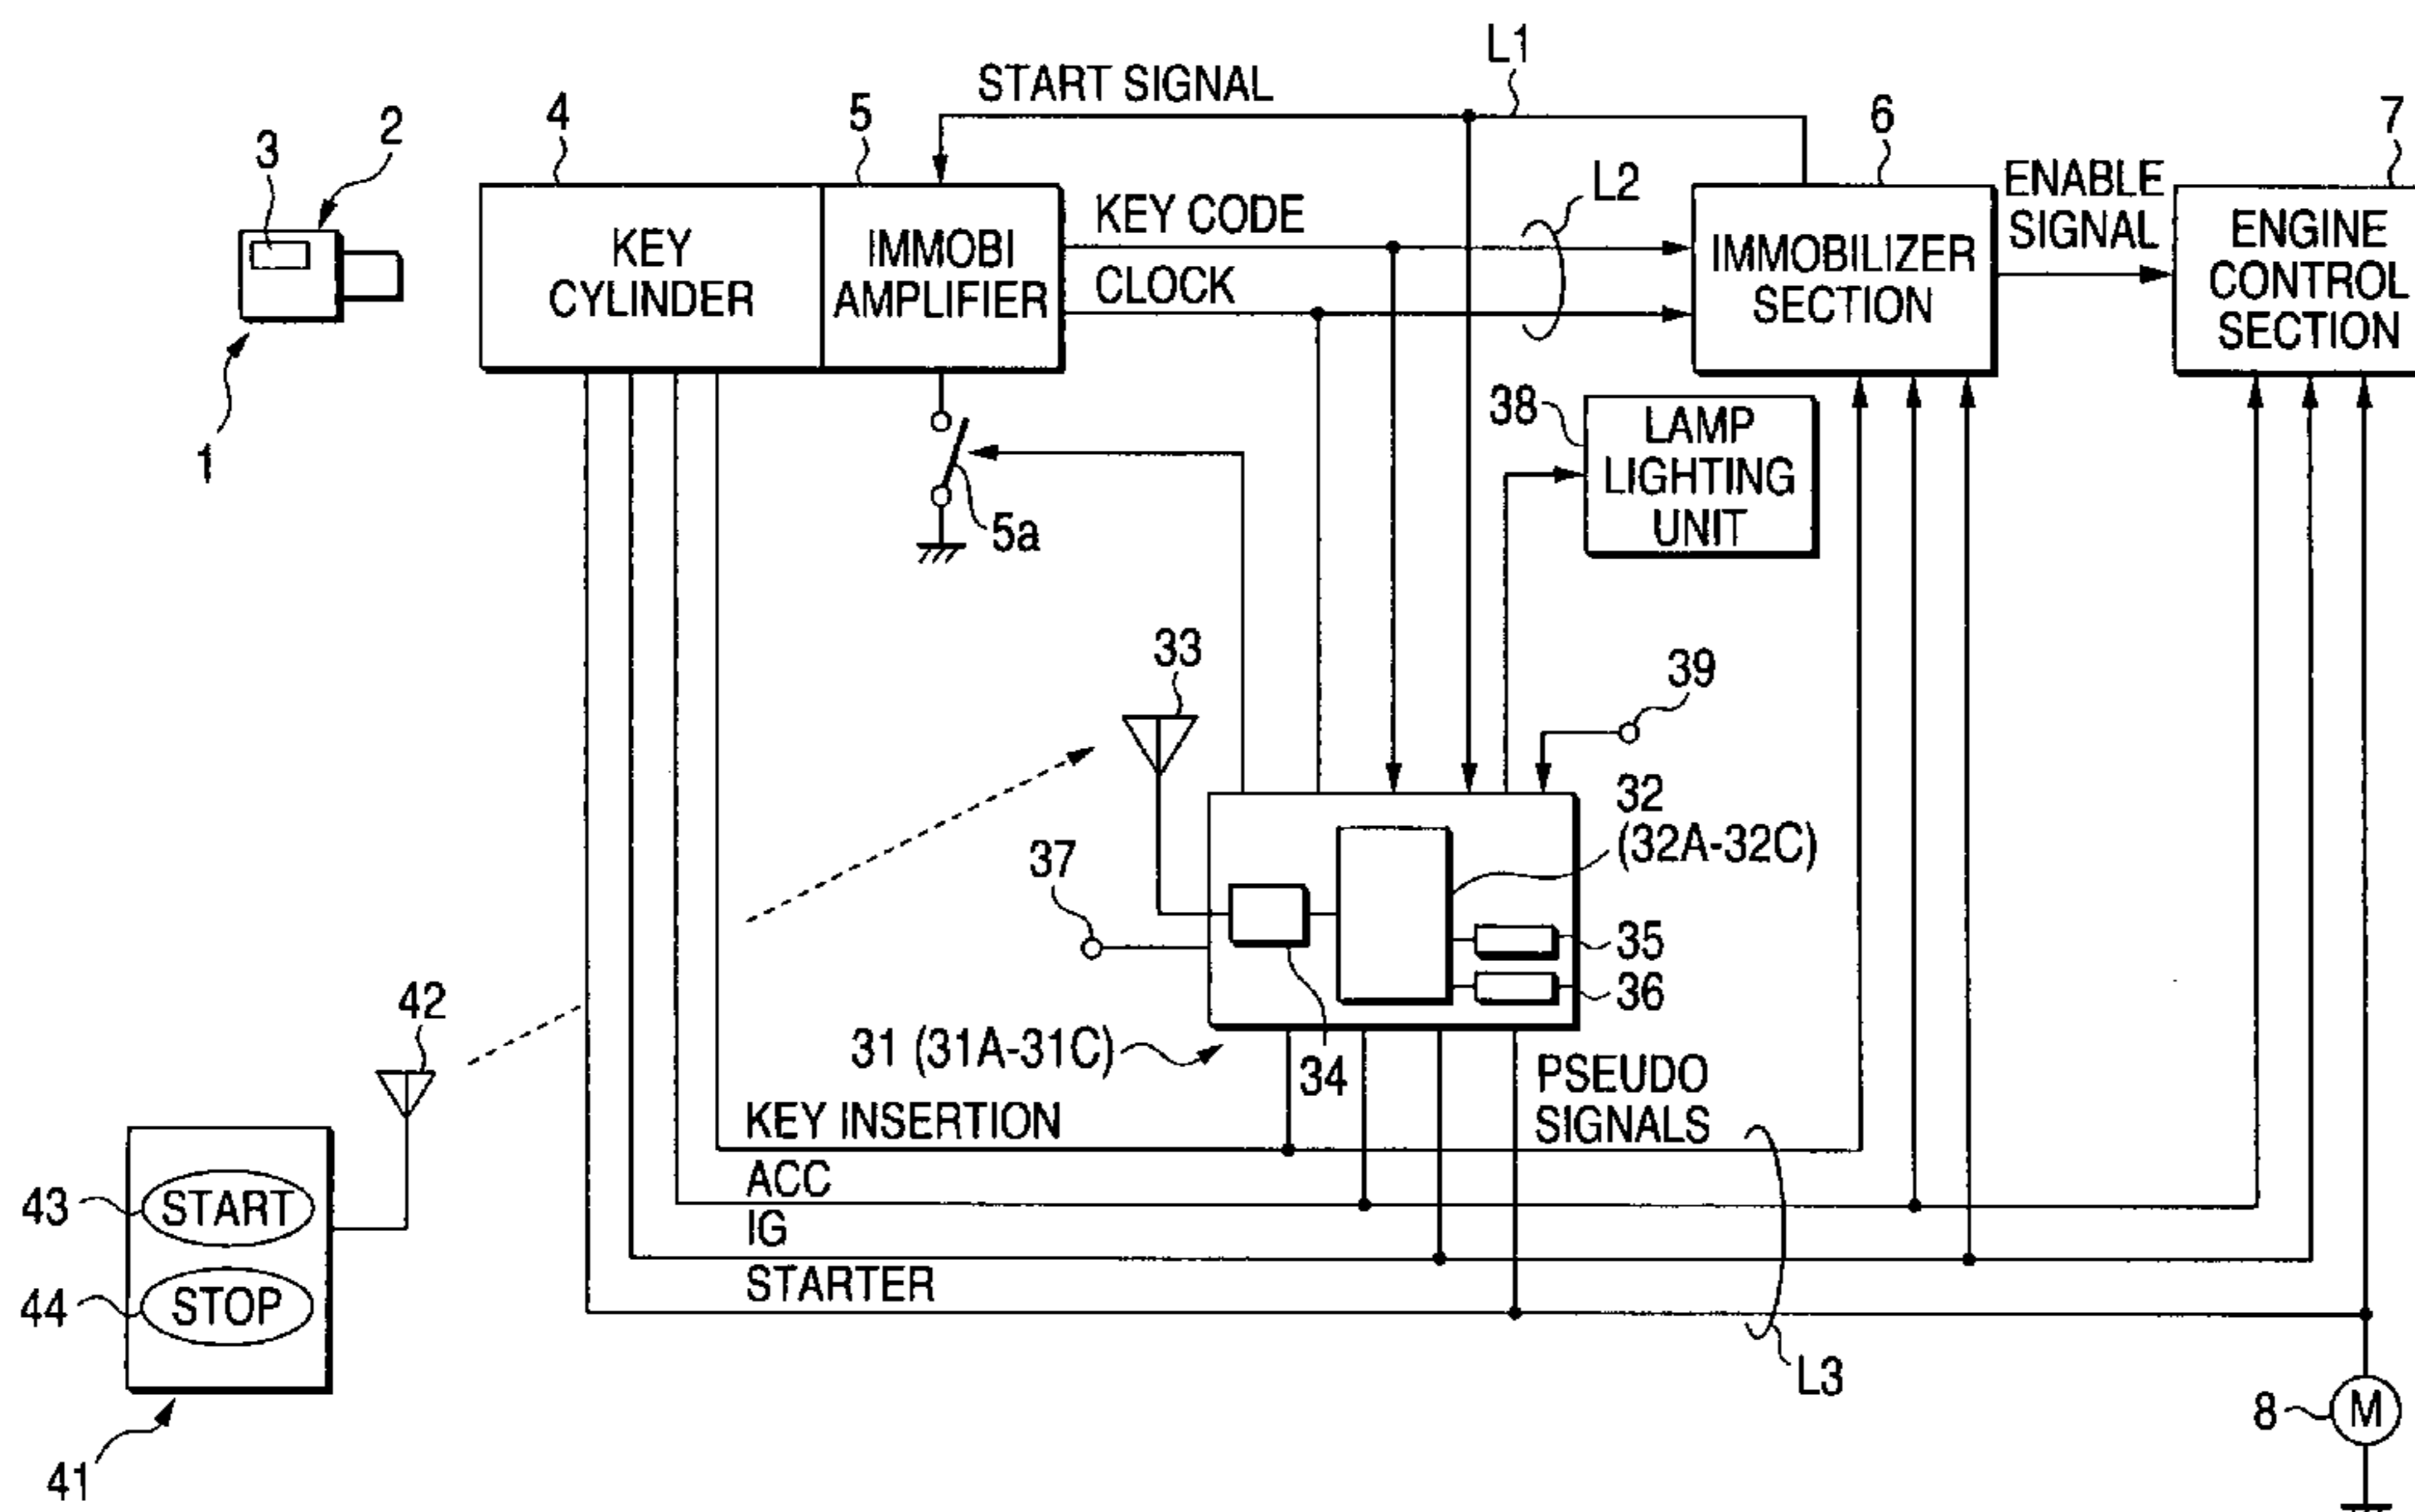 L1
START SIGNAL
4
5
6
7
3
2
L2
ENABLE
SIGNAL
KEY CODE
CLOCK
KEY
CYLINDER
IMMOBI
AMPLIFIER
IMMOBILIZER
SECTION
ENGINE
CONTROL
SECTION
1
5a
38
LAMP
LIGHTING
UNIT
33
39
32
(32A-32C)
37
35
36
42
31 (31A-31C)
34
PSEUDO
SIGNALS
KEY INSERTION
ACC
IG
STARTER
43
START
44
STOP
L3
8
M
41